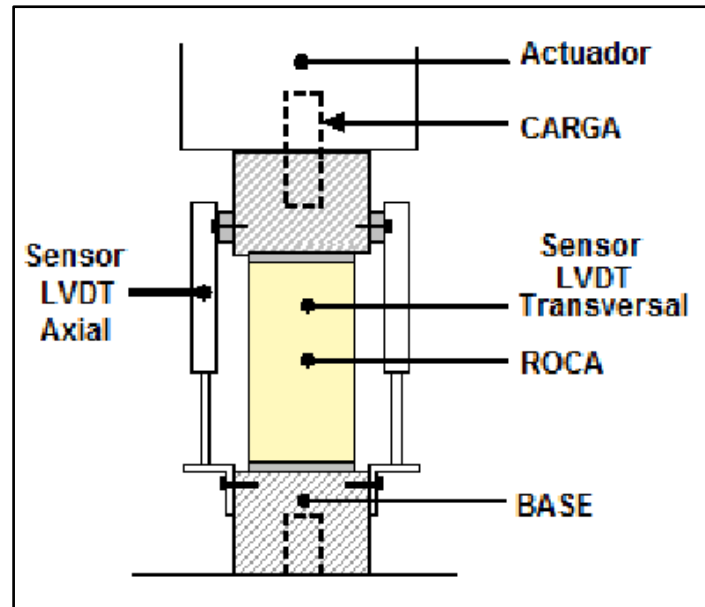 Actuador
CARGA
Sensor
LVDT
Axial
Sensor
LVDT
Transversal
ROCA
BASE